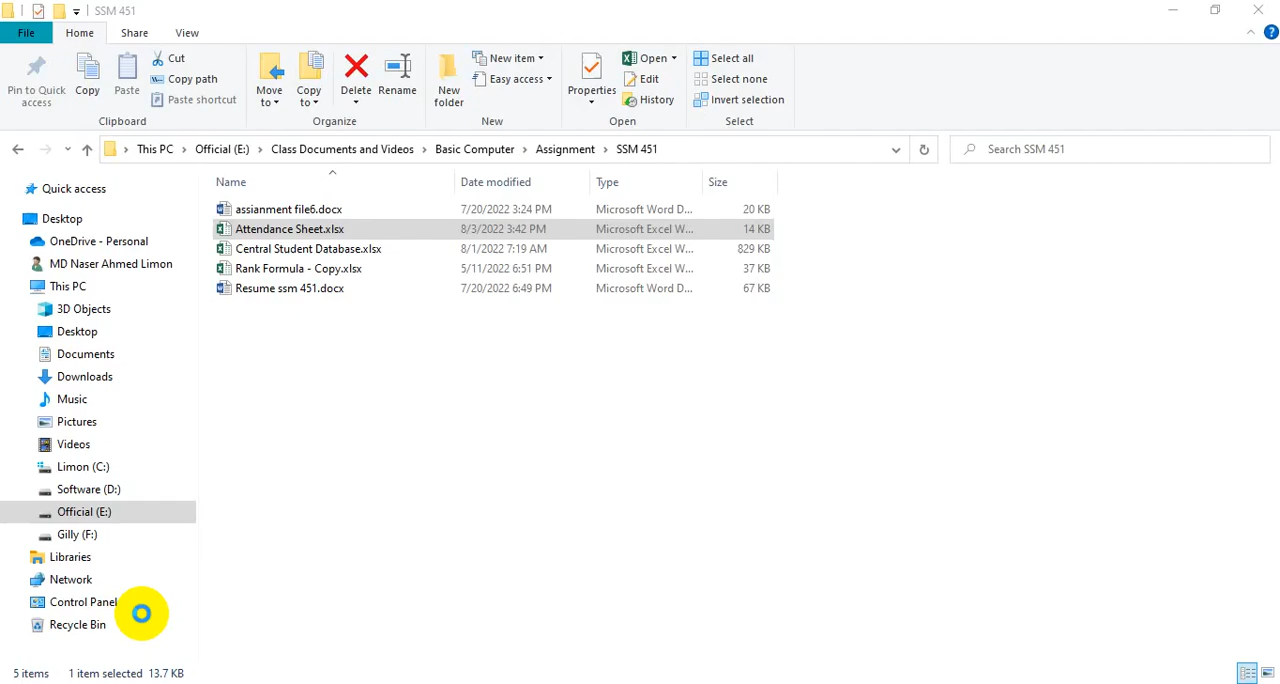 SSM 451
File Home Share View
Pin to Quick access
Copy
Paste
Cut
Copy path
Paste shortcut
Clipboard
Move to
Copy to
Delete
Rename
Organize
New folder
New item
Easy access
New
Properties
Open
Edit
History
Open
Select all
Select none
Invert selection
Select
This PC > Official (E:) > Class Documents and Videos > Basic Computer > Assignment > SSM 451
Search SSM 451
Name Date modified Type Size
assianment file6.docx 7/20/2022 3:24 PM Microsoft Word D... 20 KB
Attendance Sheet.xlsx 8/3/2022 3:42 PM Microsoft Excel W... 14 KB
Central Student Database.xlsx 8/1/2022 7:19 AM Microsoft Excel W... 829 KB
Rank Formula - Copy.xlsx 5/11/2022 6:51 PM Microsoft Excel W... 37 KB
Resume ssm 451.docx 7/20/2022 6:49 PM Microsoft Word D... 67 KB
Quick access
Desktop
OneDrive - Personal
MD Naser Ahmed Limon
This PC
3D Objects
Desktop
Documents
Downloads
Music
Pictures
Videos
Limon (C:)
Software (D:)
Official (E:)
Gilly (F:)
Libraries
Network
Control Panel
Recycle Bin
5 items 1 item selected 13.7 KB